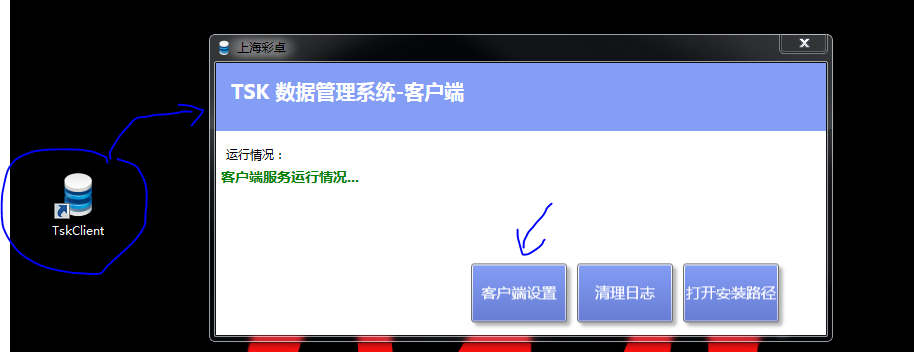 上海彩卓
TSK 数据管理系统-客户端
运行情况：
客户端服务运行情况...
TskClient
客户端设置
清理日志
打开安装路径